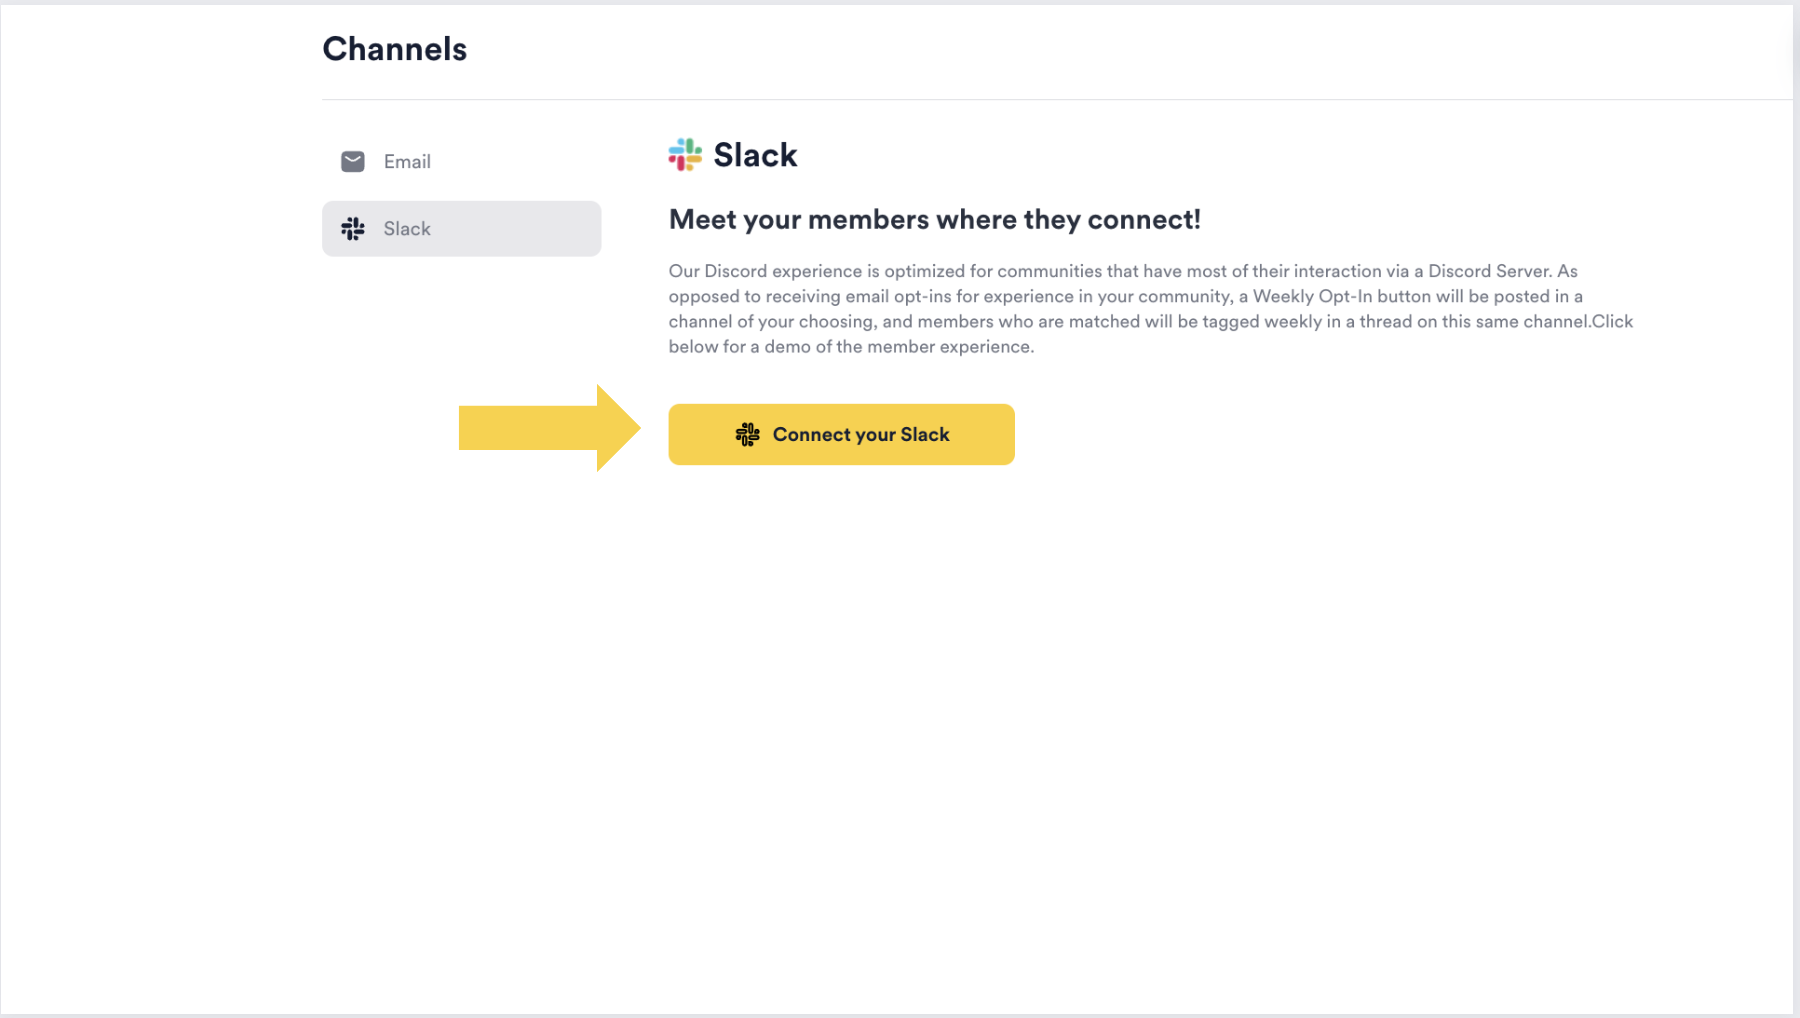 Channels
Email
Slack
Slack
Meet your members where they connect!
Our Discord experience is optimized for communities that have most of their interaction via a Discord Server. As
opposed to receiving email opt-ins for experience in your community, a Weekly Opt-In button will be posted in a
channel of your choosing, and members who are matched will be tagged weekly in a thread on this same channel.Click
below for a demo of the member experience.
Connect your Slack